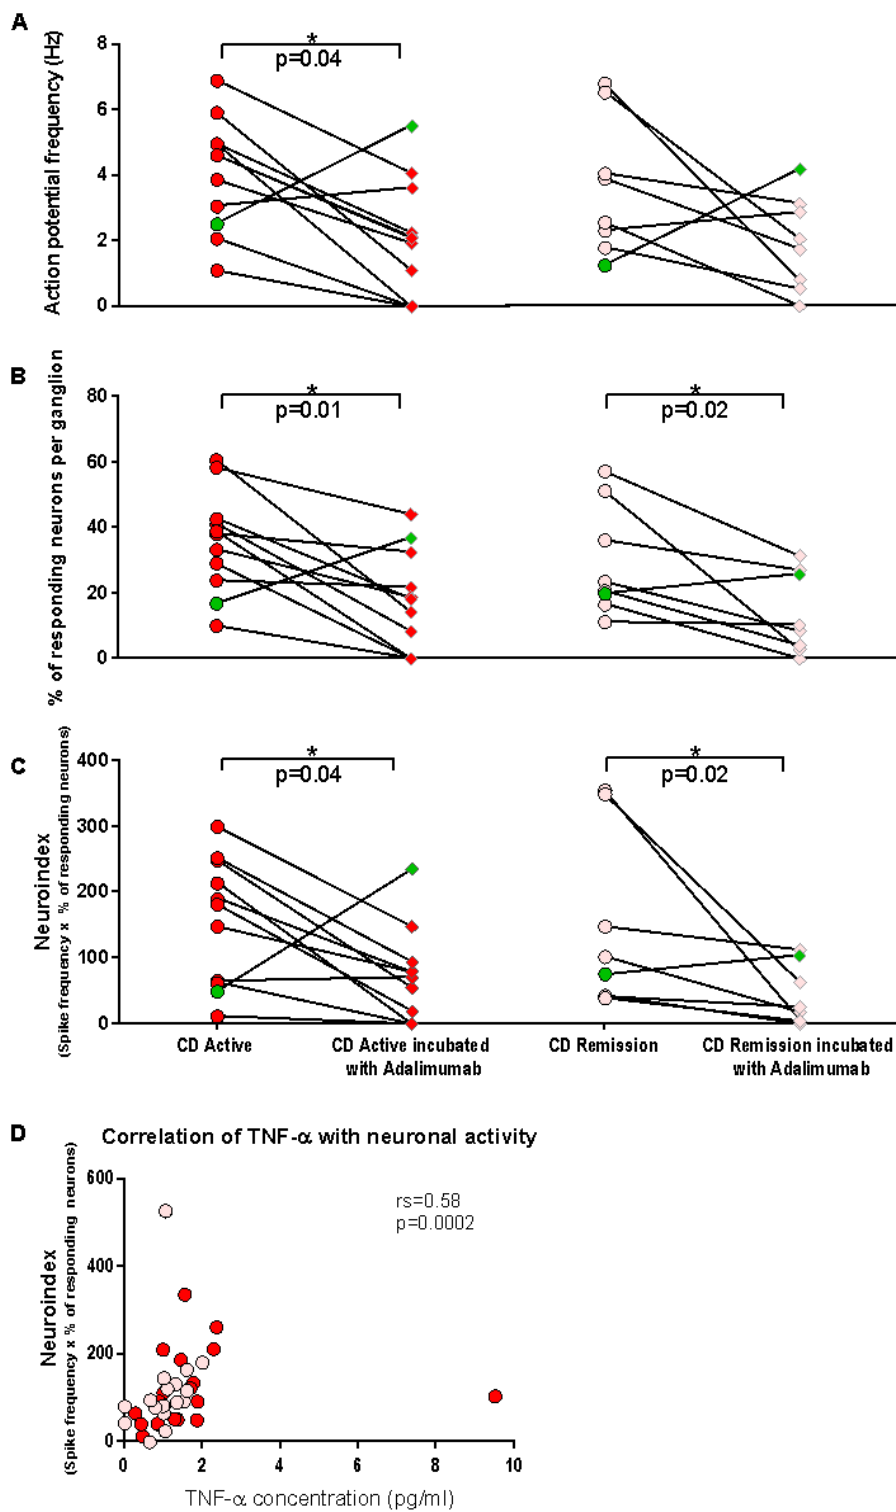 A
Action potential frequency (Hz)
8
6
4
2
0
*
p=0.04
B
% of responding neurons per ganglion
80
60
40
20
0
*
p=0.01
*
p=0.02
C
Neuroindex
(Spike frequency x % of responding neurons)
400
300
200
100
0
*
p=0.04
*
p=0.02
CD Active
CD Active incubated
with Adalimumab
CD Remission
CD Remission incubated
with Adalimumab
D
Correlation of TNF-α with neuronal activity
Neuroindex
(Spike frequency x % of responding neurons)
600
400
200
0
rs=0.58
p=0.0002
0 2 4 6 8 10
TNF-α concentration (pg/ml)